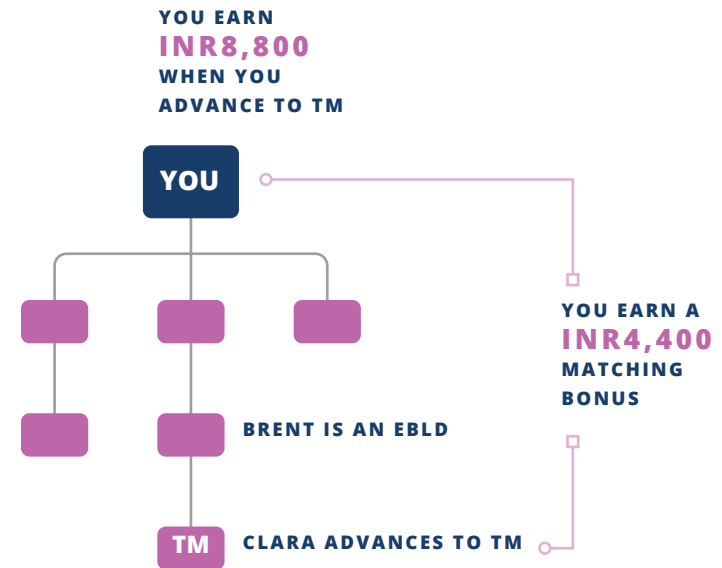 YOU EARN
INR8,800
WHEN YOU
ADVANCE TO TM
YOU
YOU EARN A
INR4,400
MATCHING
BONUS
BRENT IS AN EBLD
TM
CLARA ADVANCES TO TM